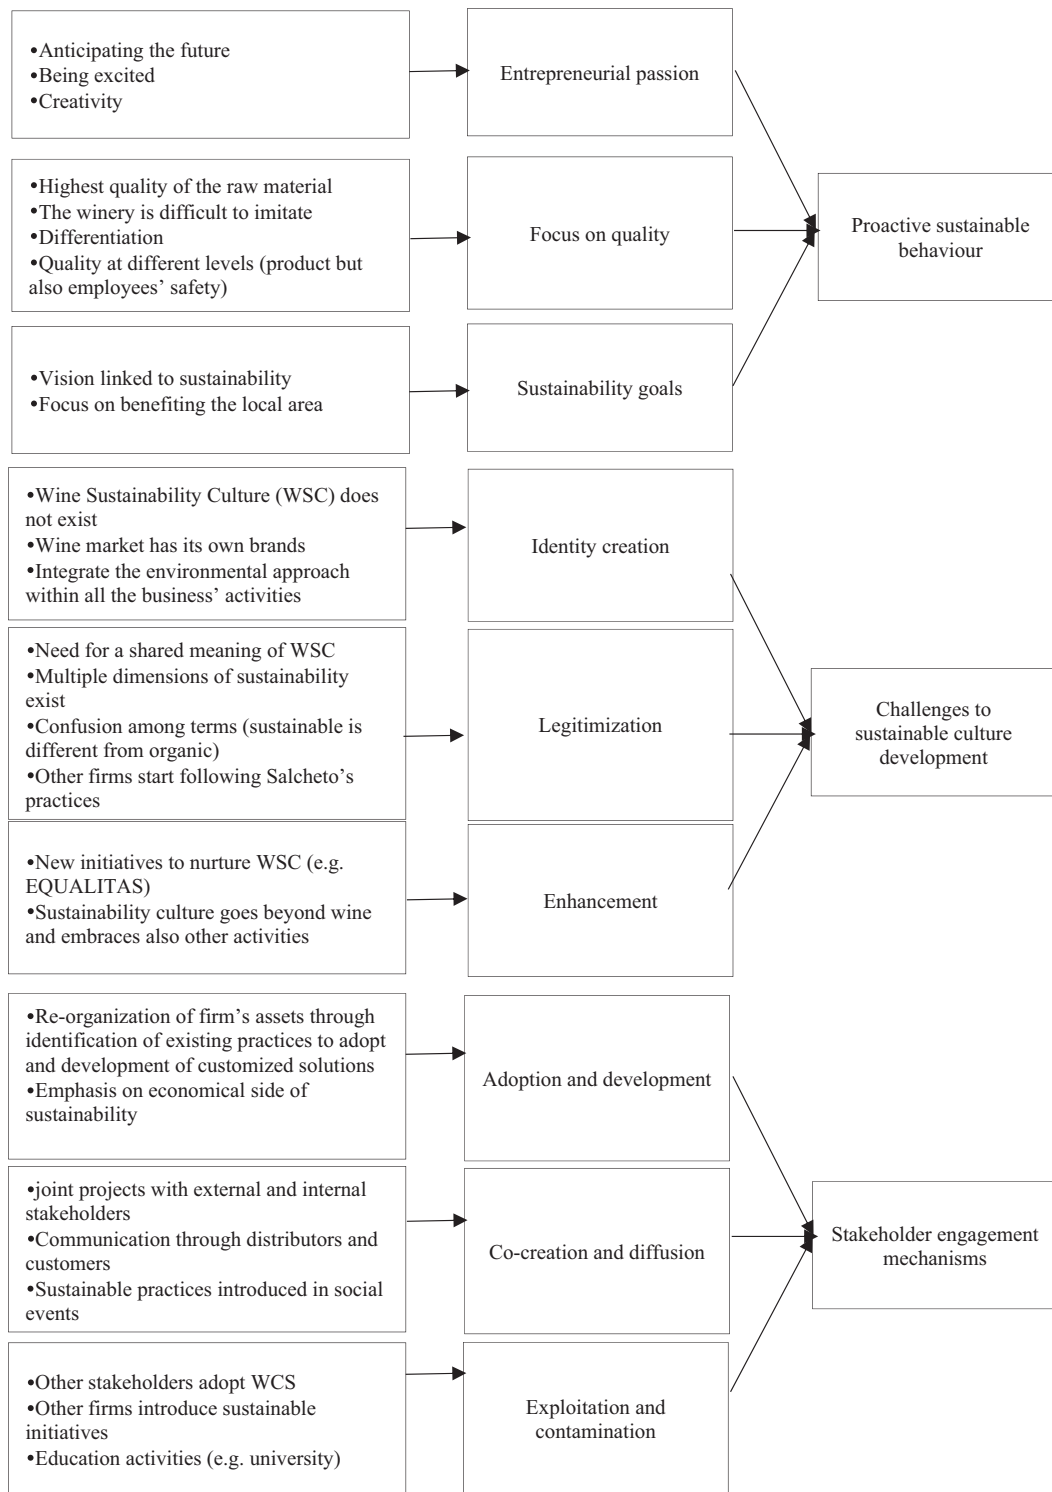 •Anticipating the future
•Being excited
•Creativity
Entrepreneurial passion
•Highest quality of the raw material
•The winery is difficult to imitate
•Differentiation
•Quality at different levels (product but
also employees’ safety)
Focus on quality
Proactive sustainable
behaviour
•Vision linked to sustainability
•Focus on benefiting the local area
Sustainability goals
•Wine Sustainability Culture (WSC) does
not exist
•Wine market has its own brands
•Integrate the environmental approach
within all the business’ activities
Identity creation
•Need for a shared meaning of WSC
•Multiple dimensions of sustainability
exist
•Confusion among terms (sustainable is
different from organic)
•Other firms start following Salcheto’s
practices
Legitimization
Challenges to
sustainable culture
development
•New initiatives to nurture WSC (e.g.
EQUALITAS)
•Sustainability culture goes beyond wine
and embraces also other activities
Enhancement
•Re-organization of firm’s assets through
identification of existing practices to adopt
and development of customized solutions
•Emphasis on economical side of
sustainability
Adoption and development
•joint projects with external and internal
stakeholders
•Communication through distributors and
customers
•Sustainable practices introduced in social
events
Co-creation and diffusion
Stakeholder engagement
mechanisms
•Other stakeholders adopt WCS
•Other firms introduce sustainable
initiatives
•Education activities (e.g. university)
Exploitation and
contamination